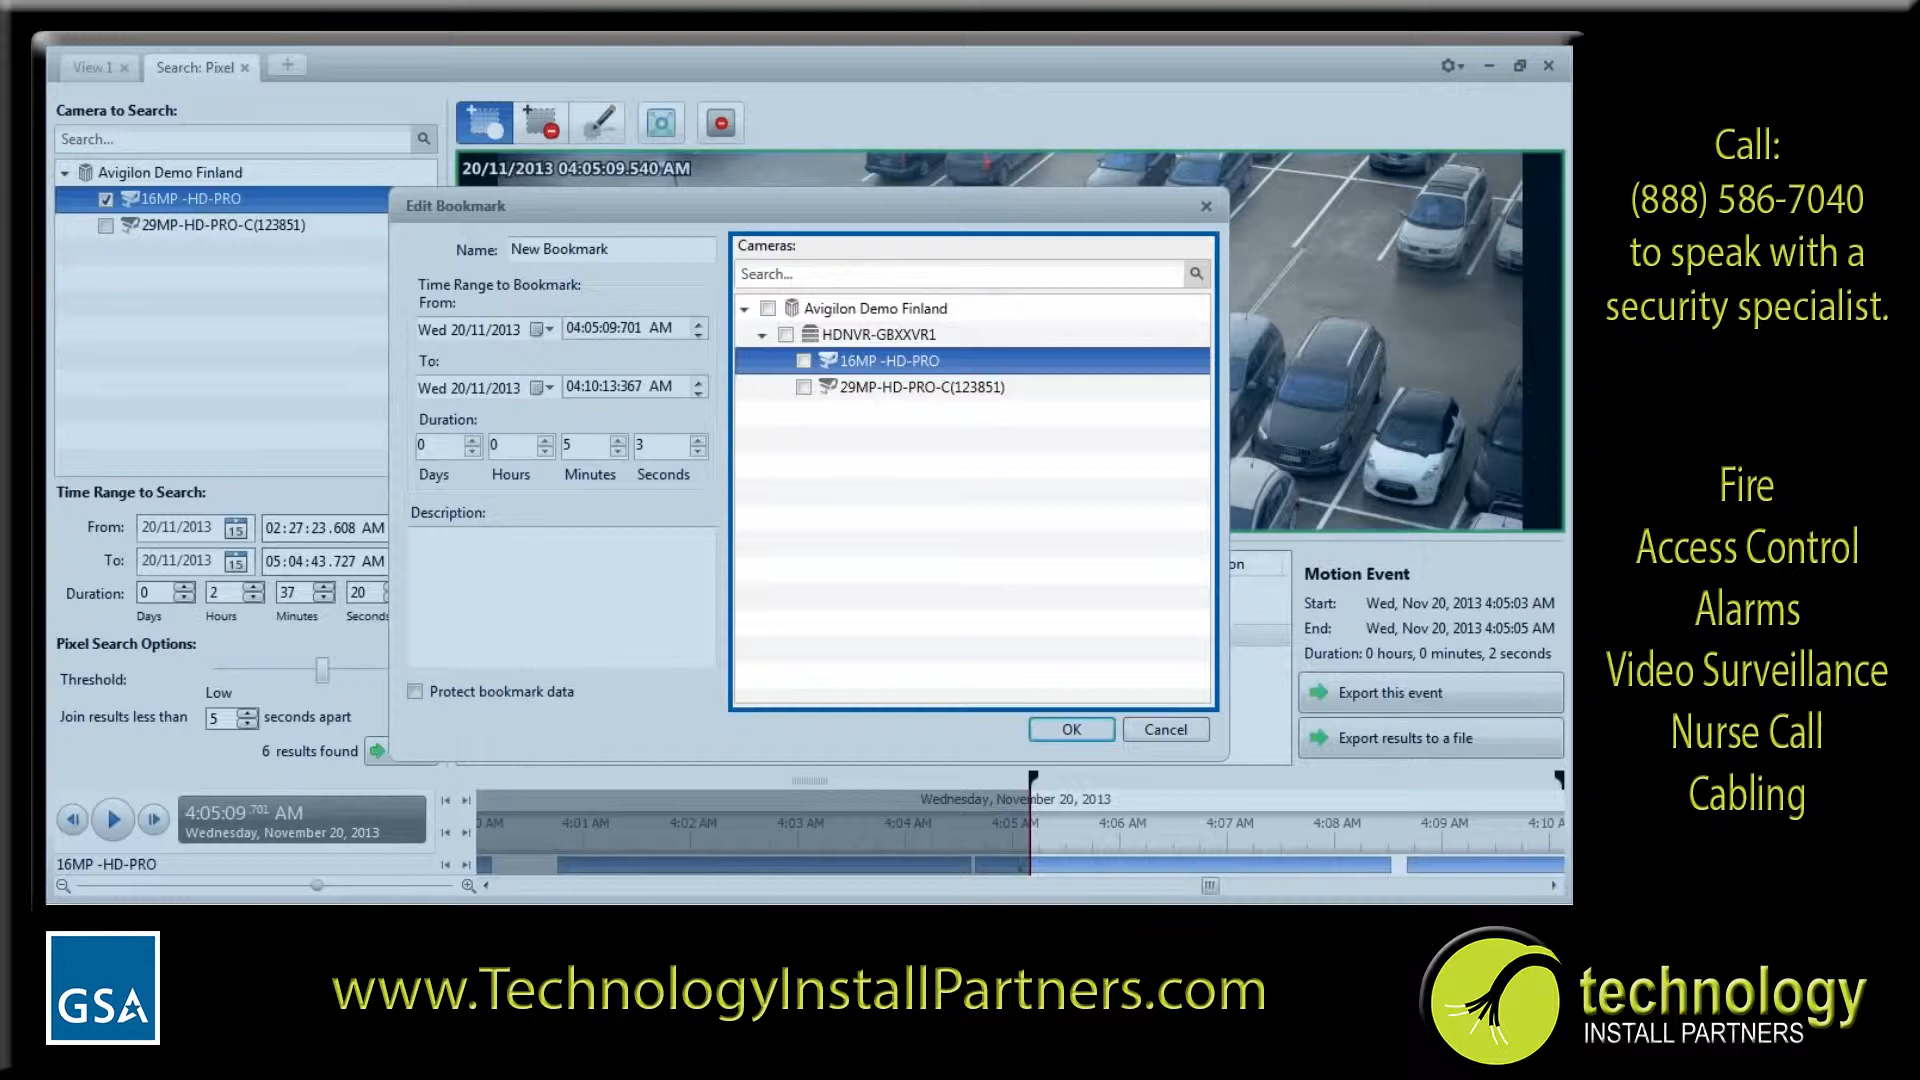 View 1
Search: Pixel
Camera to Search:
Search...
Avigilon Demo Finland
16MP -HD-PRO
29MP-HD-PRO-C(123851)
Time Range to Search:
From: 20/11/2013 15 02:27:23.608 AM
To: 20/11/2013 15 05:04:43.727 AM
Duration: 0 2 37 20
Days Hours Minutes Seconds
Pixel Search Options:
Threshold:
Low
Join results less than 5 seconds apart
6 results found
20/11/2013 04:05:09.540 AM
Edit Bookmark
Name: New Bookmark
Time Range to Bookmark:
From:
Wed 20/11/2013 04:05:09:701 AM
To:
Wed 20/11/2013 04:10:13:367 AM
Duration:
0 0 5 3
Days Hours Minutes Seconds
Description:
Protect bookmark data
Cameras:
Search...
Avigilon Demo Finland
HDNVR-GBXXVR1
16MP -HD-PRO
29MP-HD-PRO-C(123851)
OK Cancel
on
Motion Event
Start: Wed, Nov 20, 2013 4:05:03 AM
End: Wed, Nov 20, 2013 4:05:05 AM
Duration: 0 hours, 0 minutes, 2 seconds
Export this event
Export results to a file
4:05:09.701 AM
Wednesday, November 20, 2013
Wednesday, November 20, 2013
0 AM 4:01 AM 4:02 AM 4:03 AM 4:04 AM 4:05 AM 4:06 AM 4:07 AM 4:08 AM 4:09 AM 4:10 A
16MP -HD-PRO
Call:
(888) 586-7040
to speak with a
security specialist.
Fire
Access Control
Alarms
Video Surveillance
Nurse Call
Cabling
GSA
www.TechnologyInstallPartners.com
technology
INSTALL PARTNERS